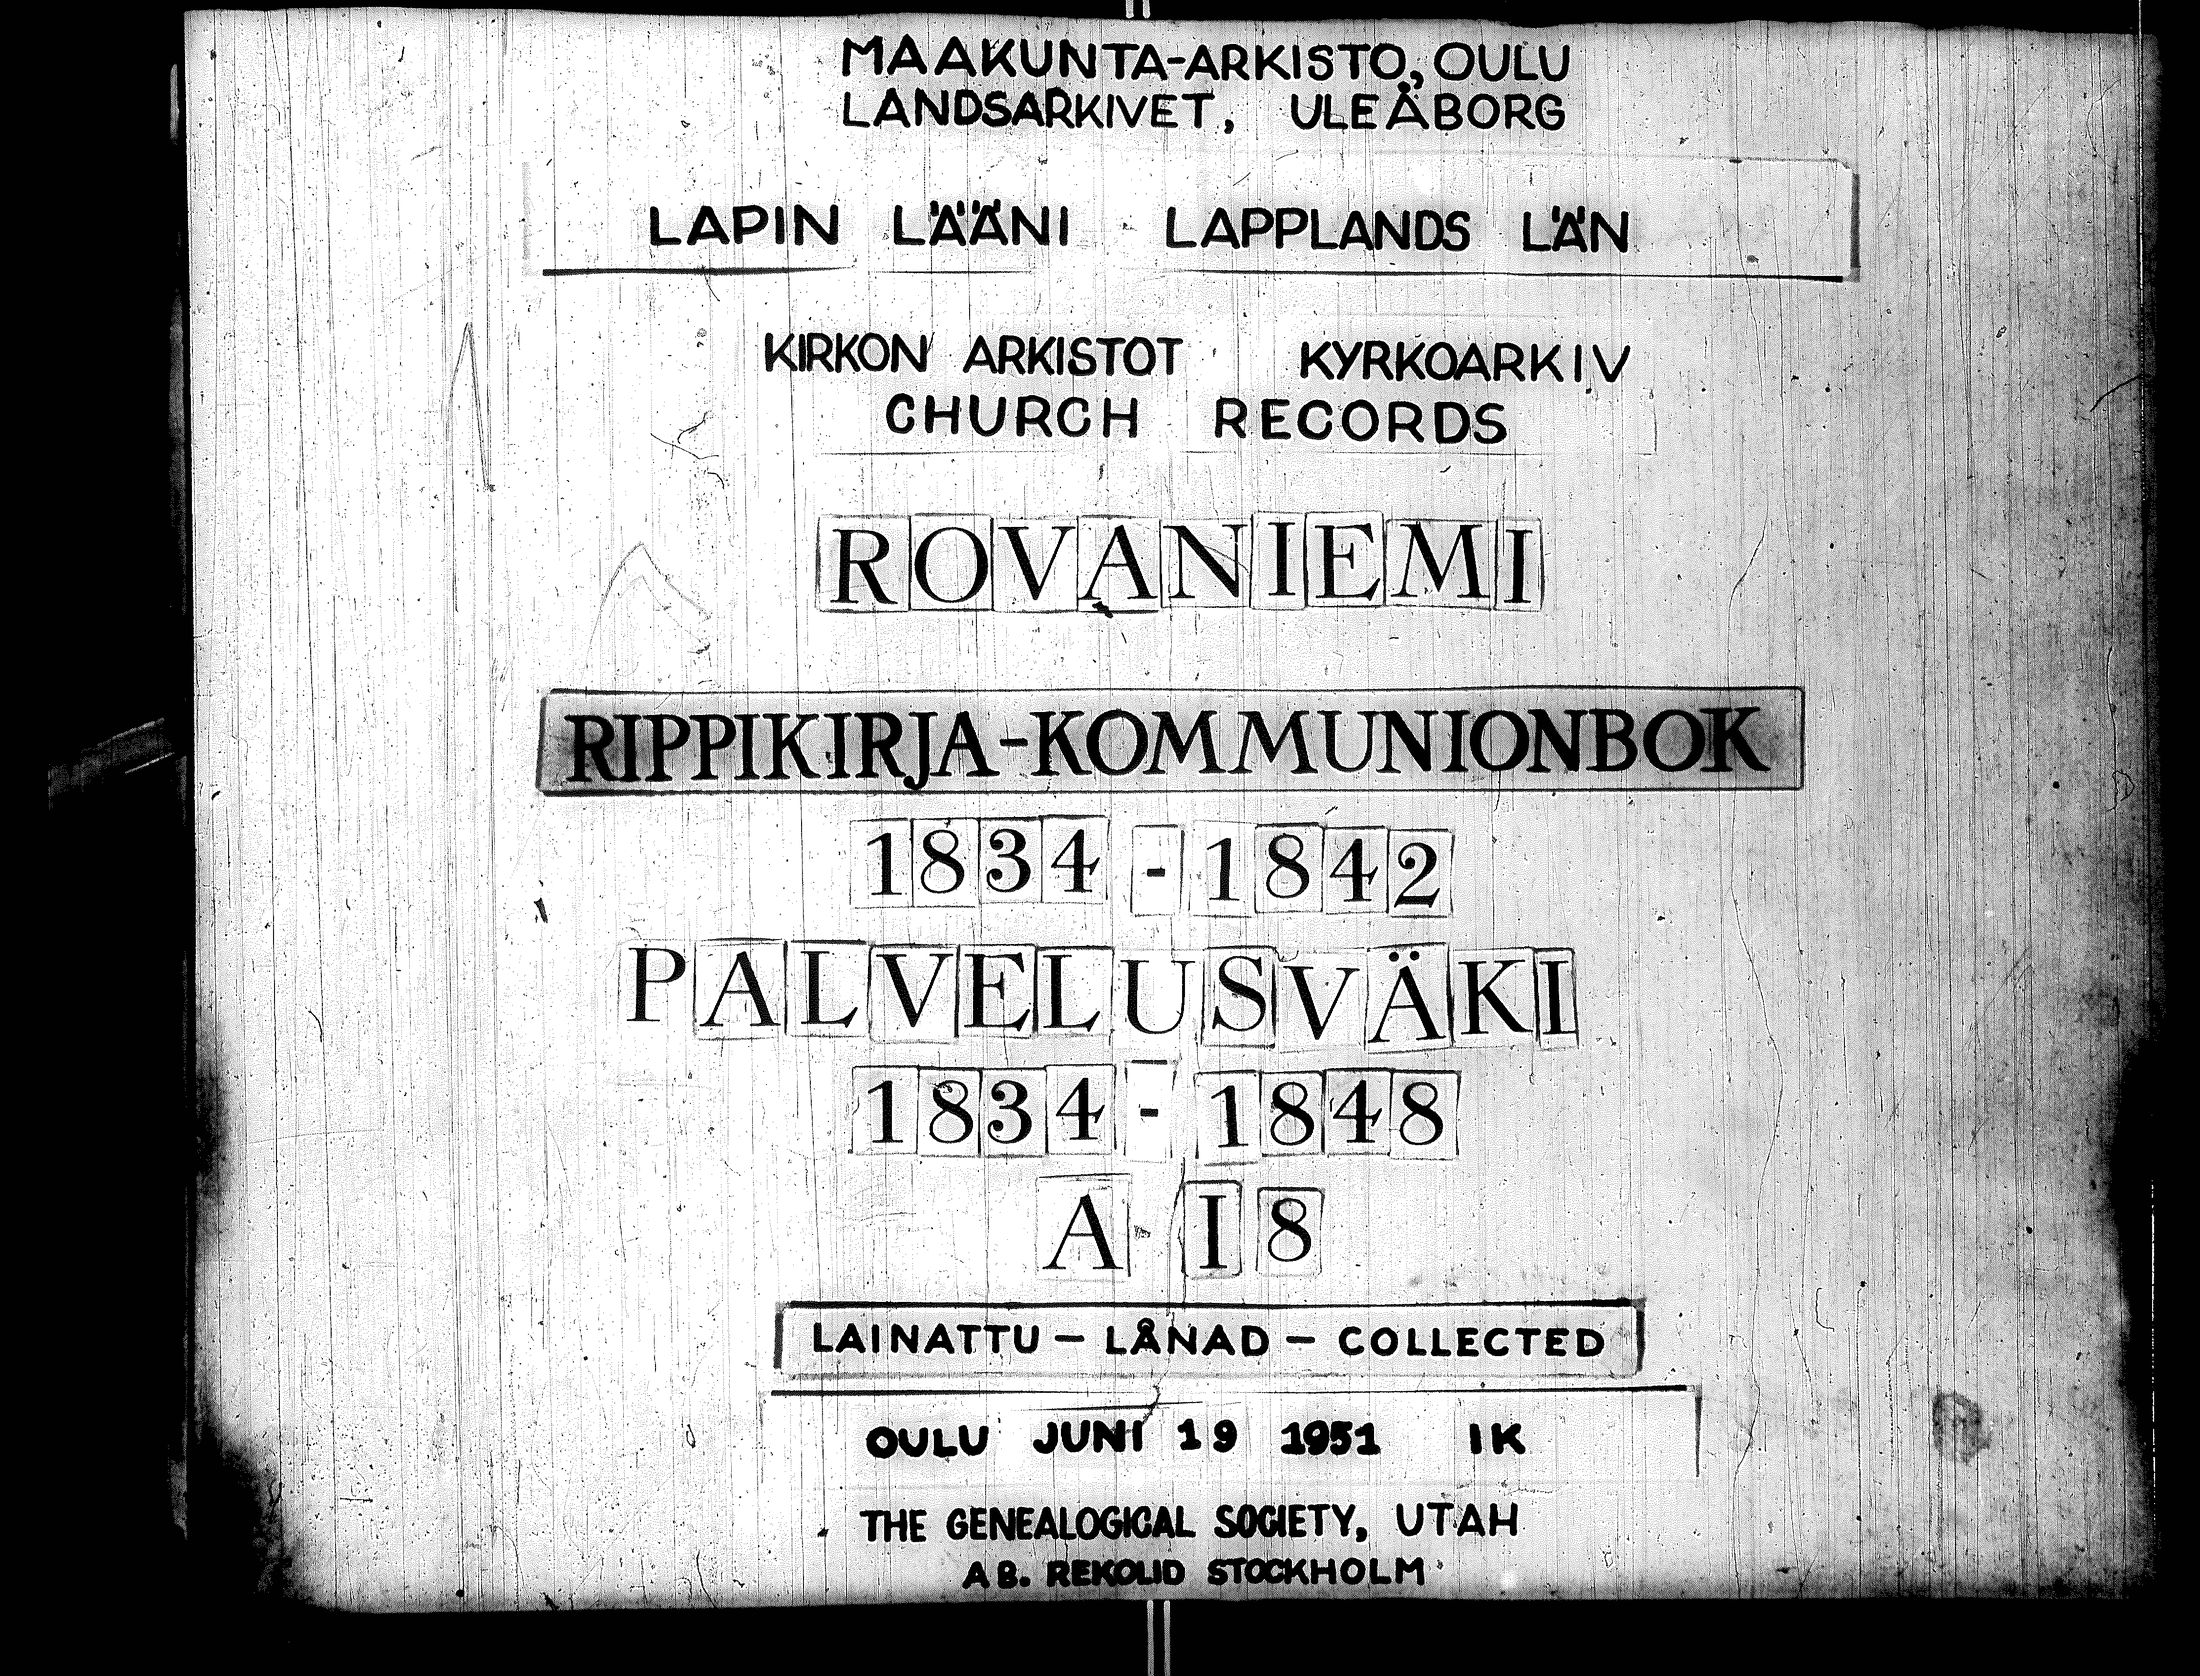 MAAKUNTA-ARKISTO, OULU
LANDSARKIVET, ULEÅBORG
LAPIN LÄÄNI LAPPLANDS LÄN
KIRKON ARKISTOT KYRKOARKIV
CHURCH RECORDS
ROVANIEMI
RIPPIKIRJA-KOMMUNIONBOK
1834-1842
PALVELUSVÄKI
1834-1848
A I 8
LAINATTU — LÅNAD — COLLECTED
OULU JUNI 19 1951 IK
THE GENEALOGICAL SOCIETY, UTAH
AB. REKOLID STOCKHOLM